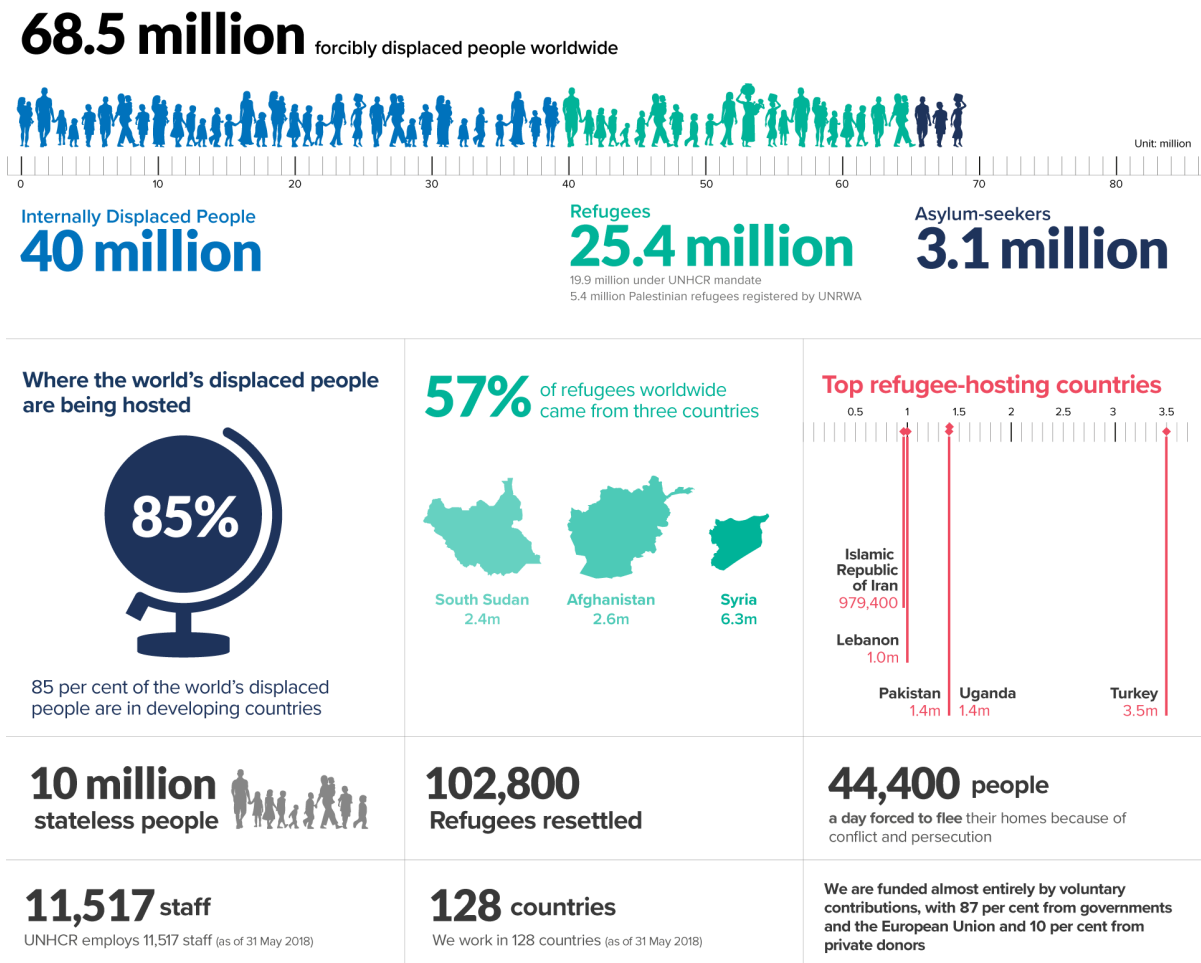 68.5 million forcibly displaced people worldwide
Unit: million
0 10 20 30 40 50 60 70 80
Internally Displaced People
40 million
Refugees
25.4 million
19.9 million under UNHCR mandate
5.4 million Palestinian refugees registered by UNRWA
Asylum-seekers
3.1 million
Where the world's displaced people
are being hosted
85%
85 per cent of the world's displaced
people are in developing countries
57% of refugees worldwide
came from three countries
South Sudan
2.4m
Afghanistan
2.6m
Syria
6.3m
Top refugee-hosting countries
0.5 1 1.5 2 2.5 3 3.5
Islamic
Republic
of Iran
979,400
Lebanon
1.0m
Pakistan
1.4m
Uganda
1.4m
Turkey
3.5m
10 million
stateless people
102,800
Refugees resettled
44,400 people
a day forced to flee their homes because of
conflict and persecution
11,517 staff
UNHCR employs 11,517 staff (as of 31 May 2018)
128 countries
We work in 128 countries (as of 31 May 2018)
We are funded almost entirely by voluntary
contributions, with 87 per cent from governments
and the European Union and 10 per cent from
private donors